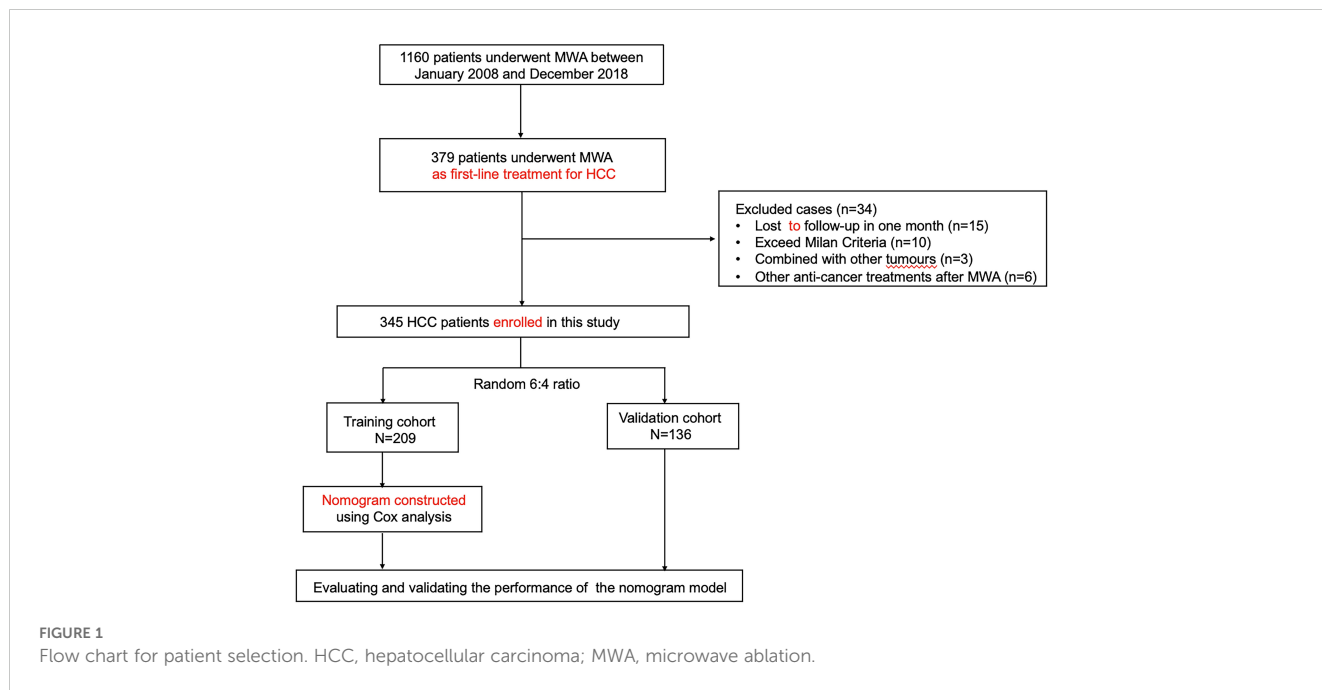 1160 patients underwent MWA between
January 2008 and December 2018
379 patients underwent MWA
as first-line treatment for HCC
Excluded cases (n=34)
• Lost to follow-up in one month (n=15)
• Exceed Milan Criteria (n=10)
• Combined with other tumours (n=3)
• Other anti-cancer treatments after MWA (n=6)
345 HCC patients enrolled in this study
Random 6:4 ratio
Training cohort
N=209
Validation cohort
N=136
Nomogram constructed
using Cox analysis
Evaluating and validating the performance of the nomogram model
FIGURE 1
Flow chart for patient selection. HCC, hepatocellular carcinoma; MWA, microwave ablation.